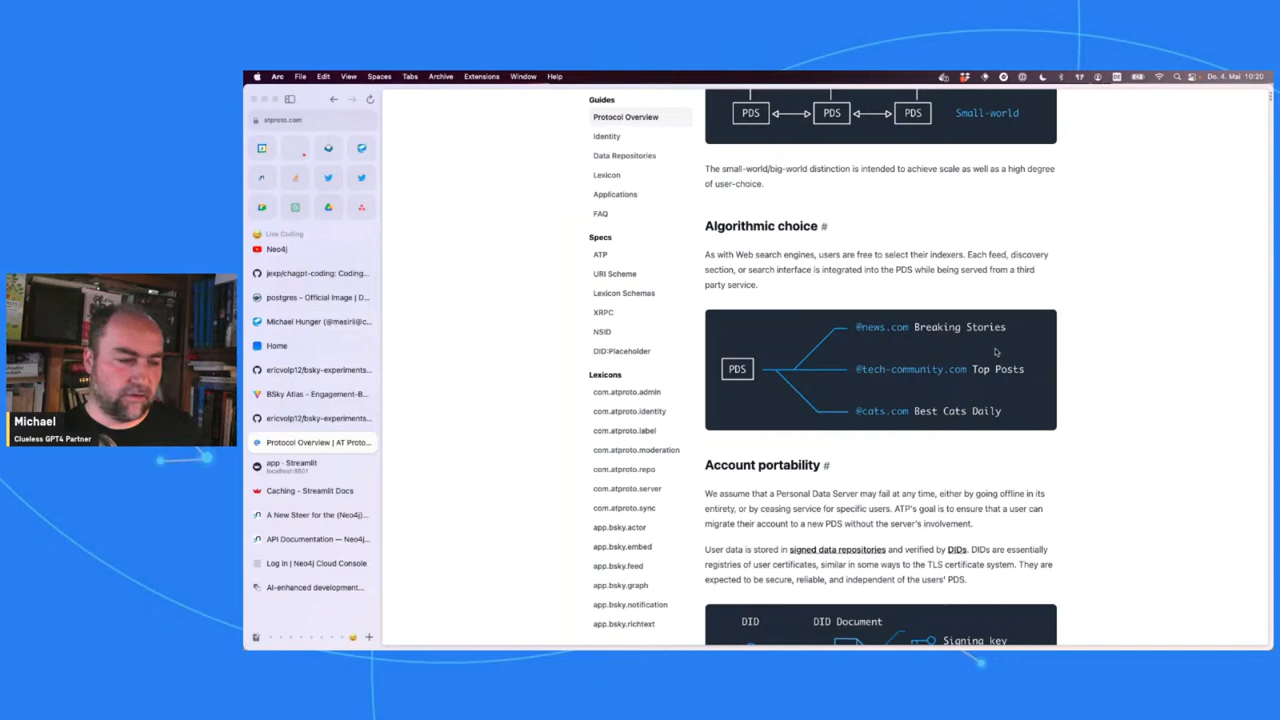 Arc File Edit View Spaces Tabs Archive Extensions Window Help
Do. 4. Mai 10:20
atproto.com
Live Coding
Neo4j
jexp/chagpt-coding: Coding...
postgres - Official Image | D...
Michael Hunger (@mesirii@...
Home
ericvolp12/bsky-experiments...
BSky Atlas - Engagement-B...
ericvolp12/bsky-experiments...
Protocol Overview | AT Proto...
app · Streamlit
localhost:8501
Caching - Streamlit Docs
A New Steer for the (Neo4j)...
API Documentation — Neo4j...
Log in | Neo4j Cloud Console
AI-enhanced development...
Michael
Clueless GPT4 Partner
Guides
Protocol Overview
Identity
Data Repositories
Lexicon
Applications
FAQ
Specs
ATP
URI Scheme
Lexicon Schemas
XRPC
NSID
DID:Placeholder
Lexicons
com.atproto.admin
com.atproto.identity
com.atproto.label
com.atproto.moderation
com.atproto.repo
com.atproto.server
com.atproto.sync
app.bsky.actor
app.bsky.embed
app.bsky.feed
app.bsky.graph
app.bsky.notification
app.bsky.richtext
PDS PDS PDS Small-world
The small-world/big-world distinction is intended to achieve scale as well as a high degree
of user-choice.
Algorithmic choice #
As with Web search engines, users are free to select their indexers. Each feed, discovery
section, or search interface is integrated into the PDS while being served from a third
party service.
@news.com Breaking Stories
PDS @tech-community.com Top Posts
@cats.com Best Cats Daily
Account portability #
We assume that a Personal Data Server may fail at any time, either by going offline in its
entirety, or by ceasing service for specific users. ATP's goal is to ensure that a user can
migrate their account to a new PDS without the server's involvement.
User data is stored in signed data repositories and verified by DIDs. DIDs are essentially
registries of user certificates, similar in some ways to the TLS certificate system. They are
expected to be secure, reliable, and independent of the users' PDS.
DID DID Document
Signing key